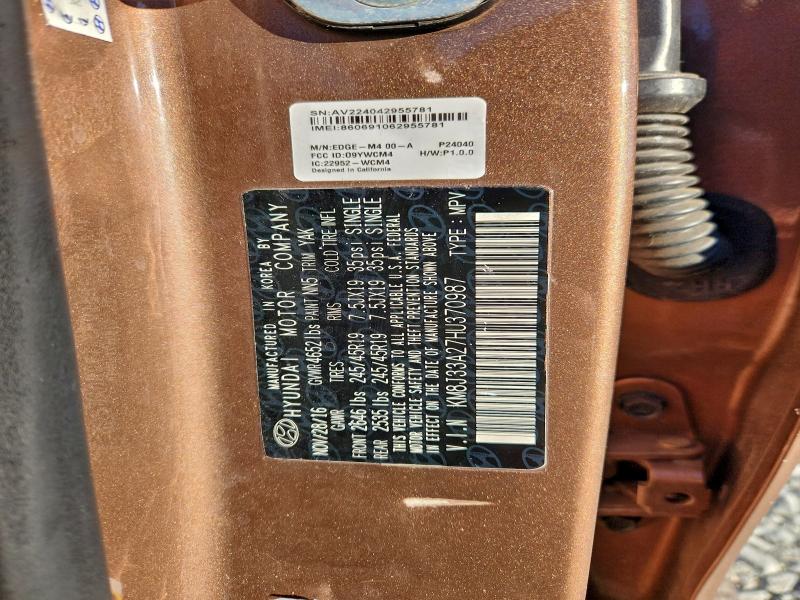 SN:AV224042955781
IMEI:860691062955781
M/N:EDGE-M4 00-A P24040
FCC ID:O9YWCM4 H/W:P1.0.0
IC:22952-WCM4
Designed in California
MANUFACTURED IN KOREA BY
HYUNDAI MOTOR COMPANY
NOV/28/16 GVWR4652 lbs PAINT NW5 TRIM YAK
GAWR TIRES RIMS COLD TIRE INFL
FRONT 2646 lbs 245/45R19 7.5JX19 35psi SINGLE
REAR 2535 lbs 245/45R19 7.5JX19 35psi SINGLE
THIS VEHICLE CONFORMS TO ALL APPLICABLE U.S.A. FEDERAL
MOTOR VEHICLE SAFETY AND THEFT PREVENTION STANDARDS
IN EFFECT ON THE DATE OF MANUFACTURE SHOWN ABOVE
V.I.N KM8J33A27HU370987 TYPE : MPV